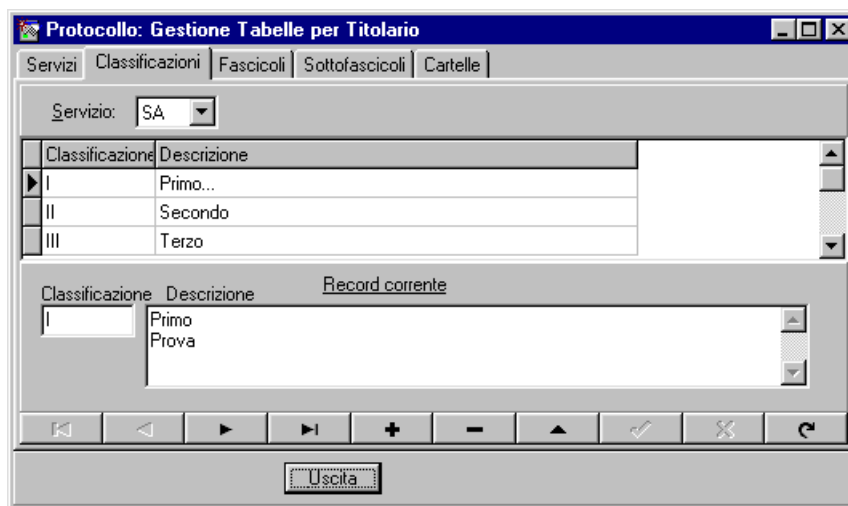 Protocollo: Gestione Tabelle per Titolario
Servizi Classificazioni Fascicoli Sottofascicoli Cartelle
Servizio: SA
Classificazione Descrizione
I Primo...
II Secondo
III Terzo
Record corrente
Classificazione Descrizione
I Primo
Prova
Uscita